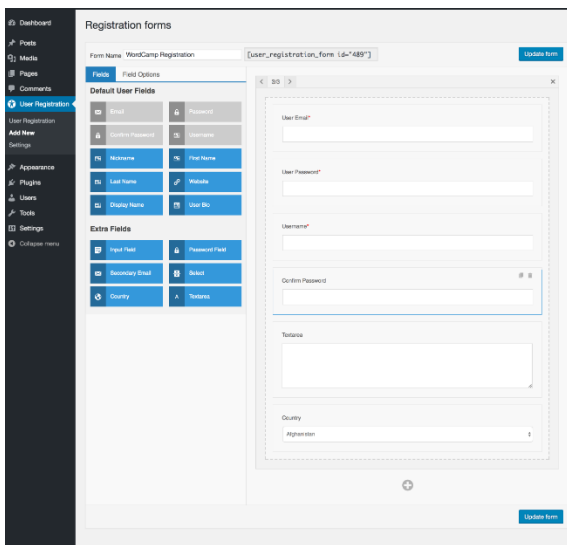 Dashboard
Posts
Media
Pages
Comments
User Registration
User Registration
Add New
Settings
Appearance
Plugins
Users
Tools
Settings
Collapse menu
Registration forms
Form Name WordCamp Registration [user_registration_form id="489"] Update form
Fields Field Options
Default User Fields
Email Password
Confirm Password Username
Nickname First Name
Last Name Website
Display Name User Bio
Extra Fields
Input Field Password Field
Secondary Email Select
Country Textarea
User Email*
User Password*
Username*
Confirm Password
Textarea
Country
Afghanistan
Update form